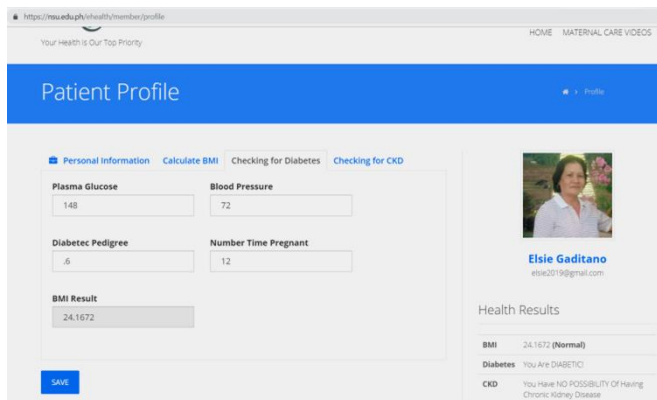 https://nsu.edu.ph/ehealth/member/profile
Your Health Is Our Top Priority
HOME MATERNAL CARE VIDEOS
Patient Profile
Profile
Personal Information Calculate BMI Checking for Diabetes Checking for CKD
Plasma Glucose Blood Pressure
148 72
Diabetec Pedigree Number Time Pregnant
.6 12
BMI Result
24.1672
SAVE
Elsie Gaditano
elsie2019@gmail.com
Health Results
BMI 24.1672 (Normal)
Diabetes You Are DIABETIC!
CKD You Have NO POSSIBILITY Of Having
Chronic Kidney Disease